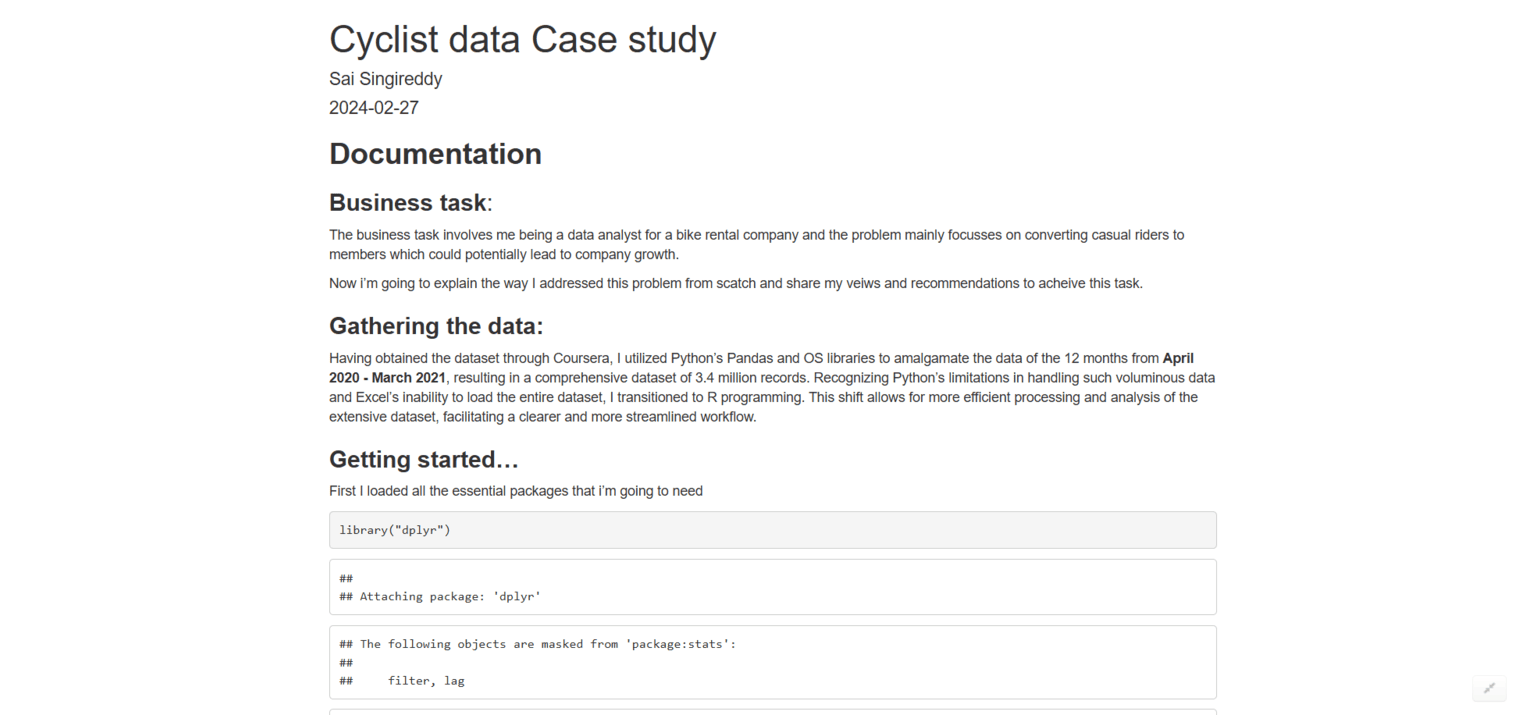 Cyclist data Case study
Sai Singireddy
2024-02-27
Documentation
Business task:
The business task involves me being a data analyst for a bike rental company and the problem mainly focusses on converting casual riders to
members which could potentially lead to company growth.
Now i’m going to explain the way I addressed this problem from scatch and share my veiws and recommendations to acheive this task.
Gathering the data:
Having obtained the dataset through Coursera, I utilized Python’s Pandas and OS libraries to amalgamate the data of the 12 months from April
2020 - March 2021, resulting in a comprehensive dataset of 3.4 million records. Recognizing Python’s limitations in handling such voluminous data
and Excel’s inability to load the entire dataset, I transitioned to R programming. This shift allows for more efficient processing and analysis of the
extensive dataset, facilitating a clearer and more streamlined workflow.
Getting started…
First I loaded all the essential packages that i’m going to need
library("dplyr")
##
## Attaching package: 'dplyr'
## The following objects are masked from 'package:stats':
##
##     filter, lag